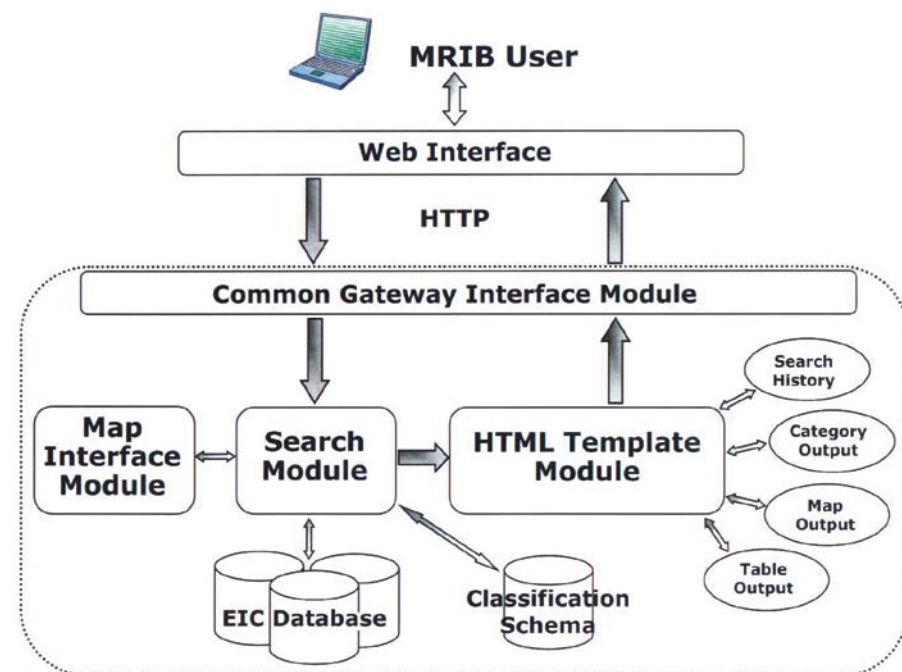 MRIB User
Web Interface
HTTP
Common Gateway Interface Module
Search
History
Map
Interface
Module
Search
Module
HTML Template
Module
Category
Output
Map
Output
Table
Output
EIC Database
Classification
Schema